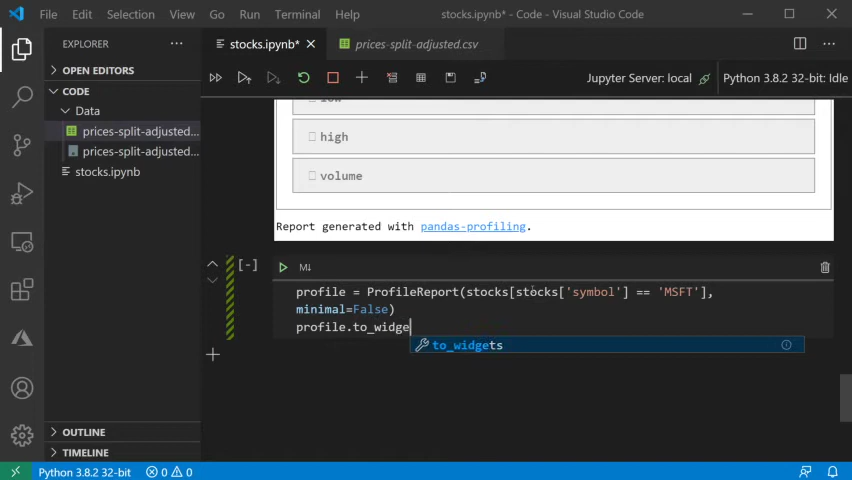 File Edit Selection View Go Run Terminal Help stocks.ipynb* - Code - Visual Studio Code
EXPLORER
stocks.ipynb*
prices-split-adjusted.csv
OPEN EDITORS
CODE
Data
prices-split-adjusted...
prices-split-adjusted...
stocks.ipynb
OUTLINE
TIMELINE
Jupyter Server: local
Python 3.8.2 32-bit: Idle
high
volume
Report generated with pandas-profiling.
[-]
M↓
profile = ProfileReport(stocks[stocks['symbol'] == 'MSFT'],
minimal=False)
profile.to_widge
to_widgets
Python 3.8.2 32-bit
0 0